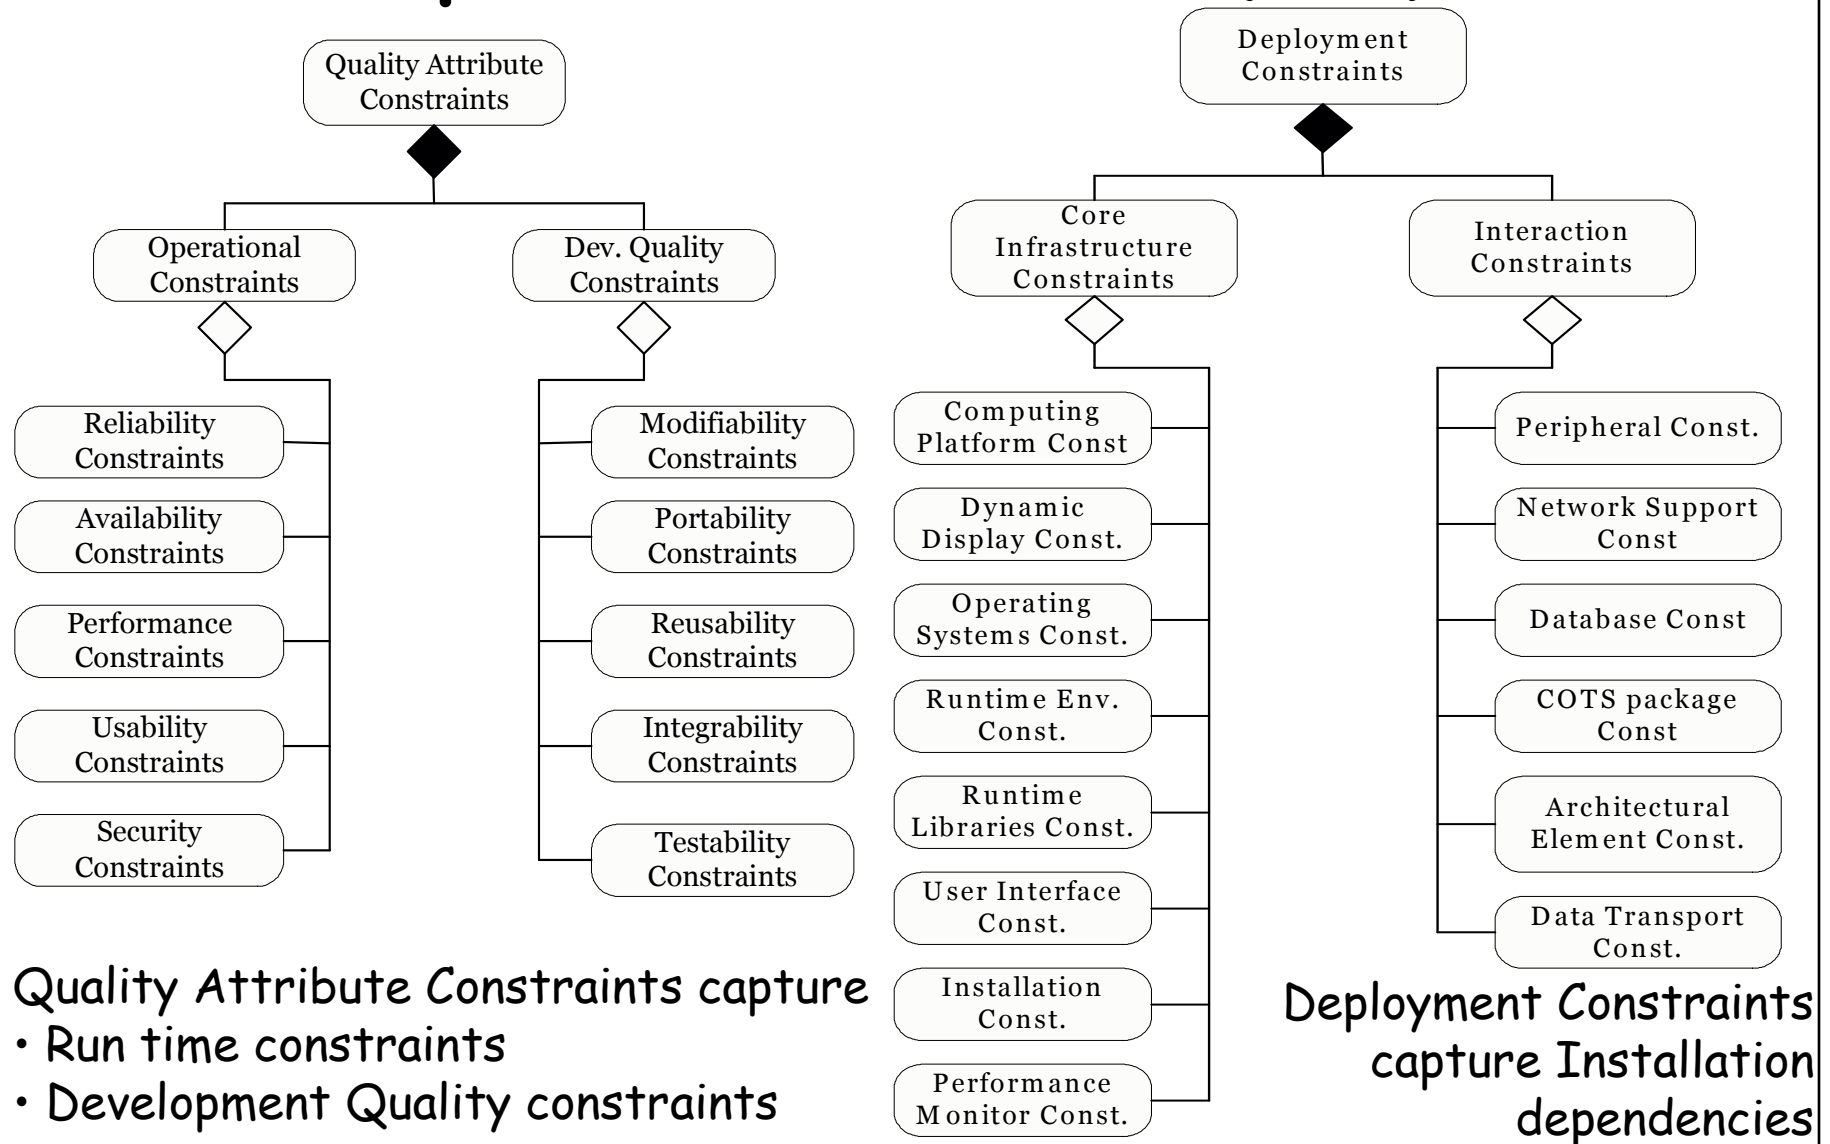 Quality Attribute
Constraints
Operational
Constraints
Dev. Quality
Constraints
Reliability
Constraints
Availability
Constraints
Performance
Constraints
Usability
Constraints
Security
Constraints
Modifiability
Constraints
Portability
Constraints
Reusability
Constraints
Integrability
Constraints
Testability
Constraints
Quality Attribute Constraints capture
• Run time constraints
• Development Quality constraints
Deployment
Constraints
Core
Infrastructure
Constraints
Interaction
Constraints
Computing
Platform Const
Dynamic
Display Const.
Operating
Systems Const.
Runtime Env.
Const.
Runtime
Libraries Const.
User Interface
Const.
Installation
Const.
Performance
Monitor Const.
Peripheral Const.
Network Support
Const
Database Const
COTS package
Const
Architectural
Element Const.
Data Transport
Const.
Deployment Constraints
capture Installation
dependencies